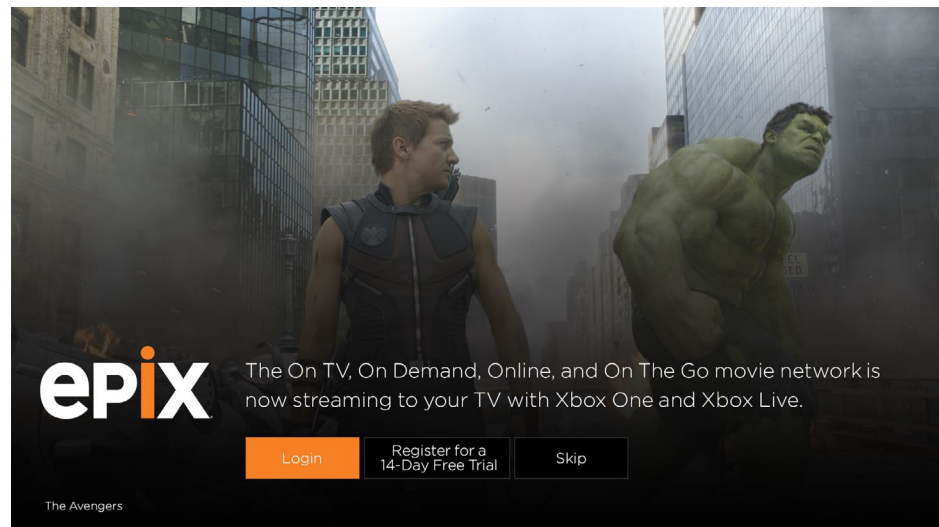 epix
The On TV, On Demand, Online, and On The Go movie network is
now streaming to your TV with Xbox One and Xbox Live.
Login
Register for a
14-Day Free Trial
Skip
The Avengers